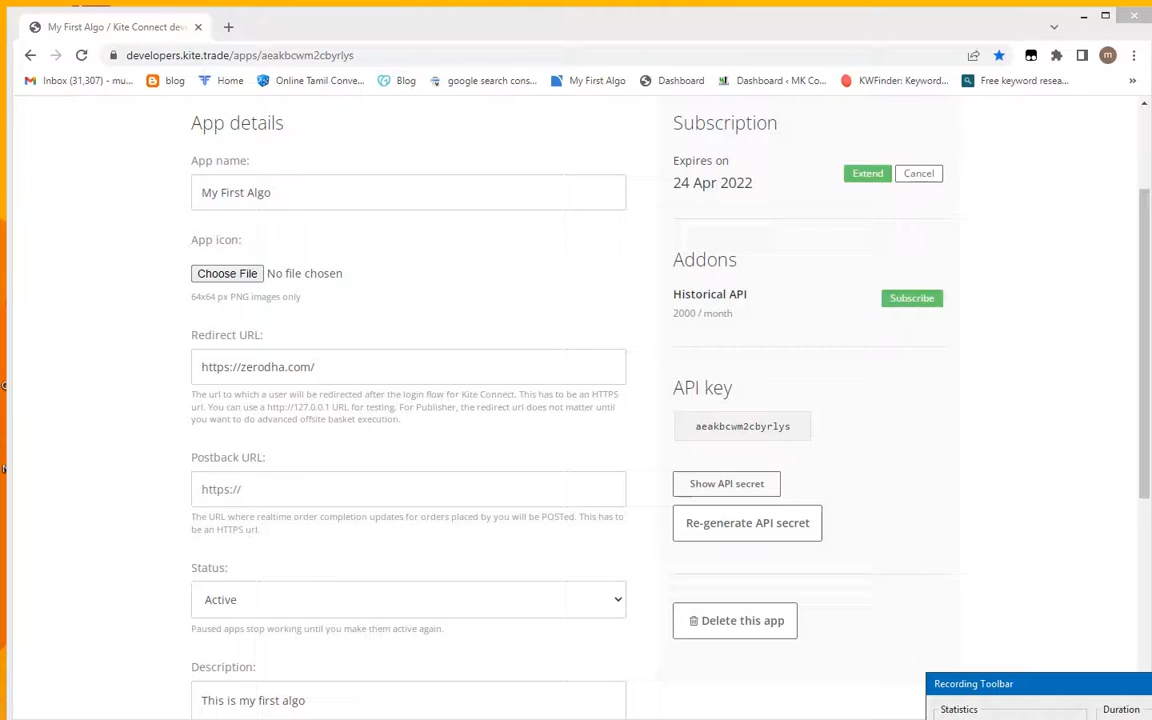 My First Algo / Kite Connect dev
developers.kite.trade/apps/aeakbcwm2cbyrlys
m
Inbox (31,307) - mu...
blog
Home
Online Tamil Conve...
Blog
google search cons...
My First Algo
Dashboard
Dashboard ‹ MK Co...
KWFinder: Keyword...
Free keyword resea...
»
App details
App name:
My First Algo
App icon:
Choose File No file chosen
64x64 px PNG images only
Redirect URL:
https://zerodha.com/
The url to which a user will be redirected after the login flow for Kite Connect. This has to be an HTTPS
url. You can use a http://127.0.0.1 URL for testing. For Publisher, the redirect url does not matter until
you want to do advanced offsite basket execution.
Postback URL:
https://
The URL where realtime order completion updates for orders placed by you will be POSTed. This has to
be an HTTPS url.
Status:
Active
Paused apps stop working until you make them active again.
Description:
This is my first algo
Subscription
Expires on
24 Apr 2022
Extend
Cancel
Addons
Historical API
2000 / month
Subscribe
API key
aeakbcwm2cbyrlys
Show API secret
Re-generate API secret
Delete this app
Recording Toolbar
Statistics
Duration